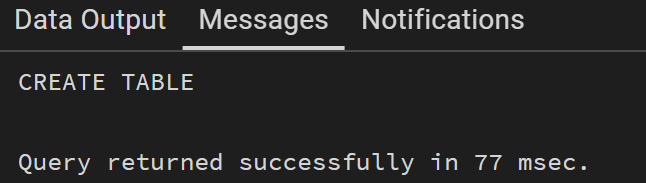 Data Output Messages Notifications
CREATE TABLE
Query returned successfully in 77 msec.